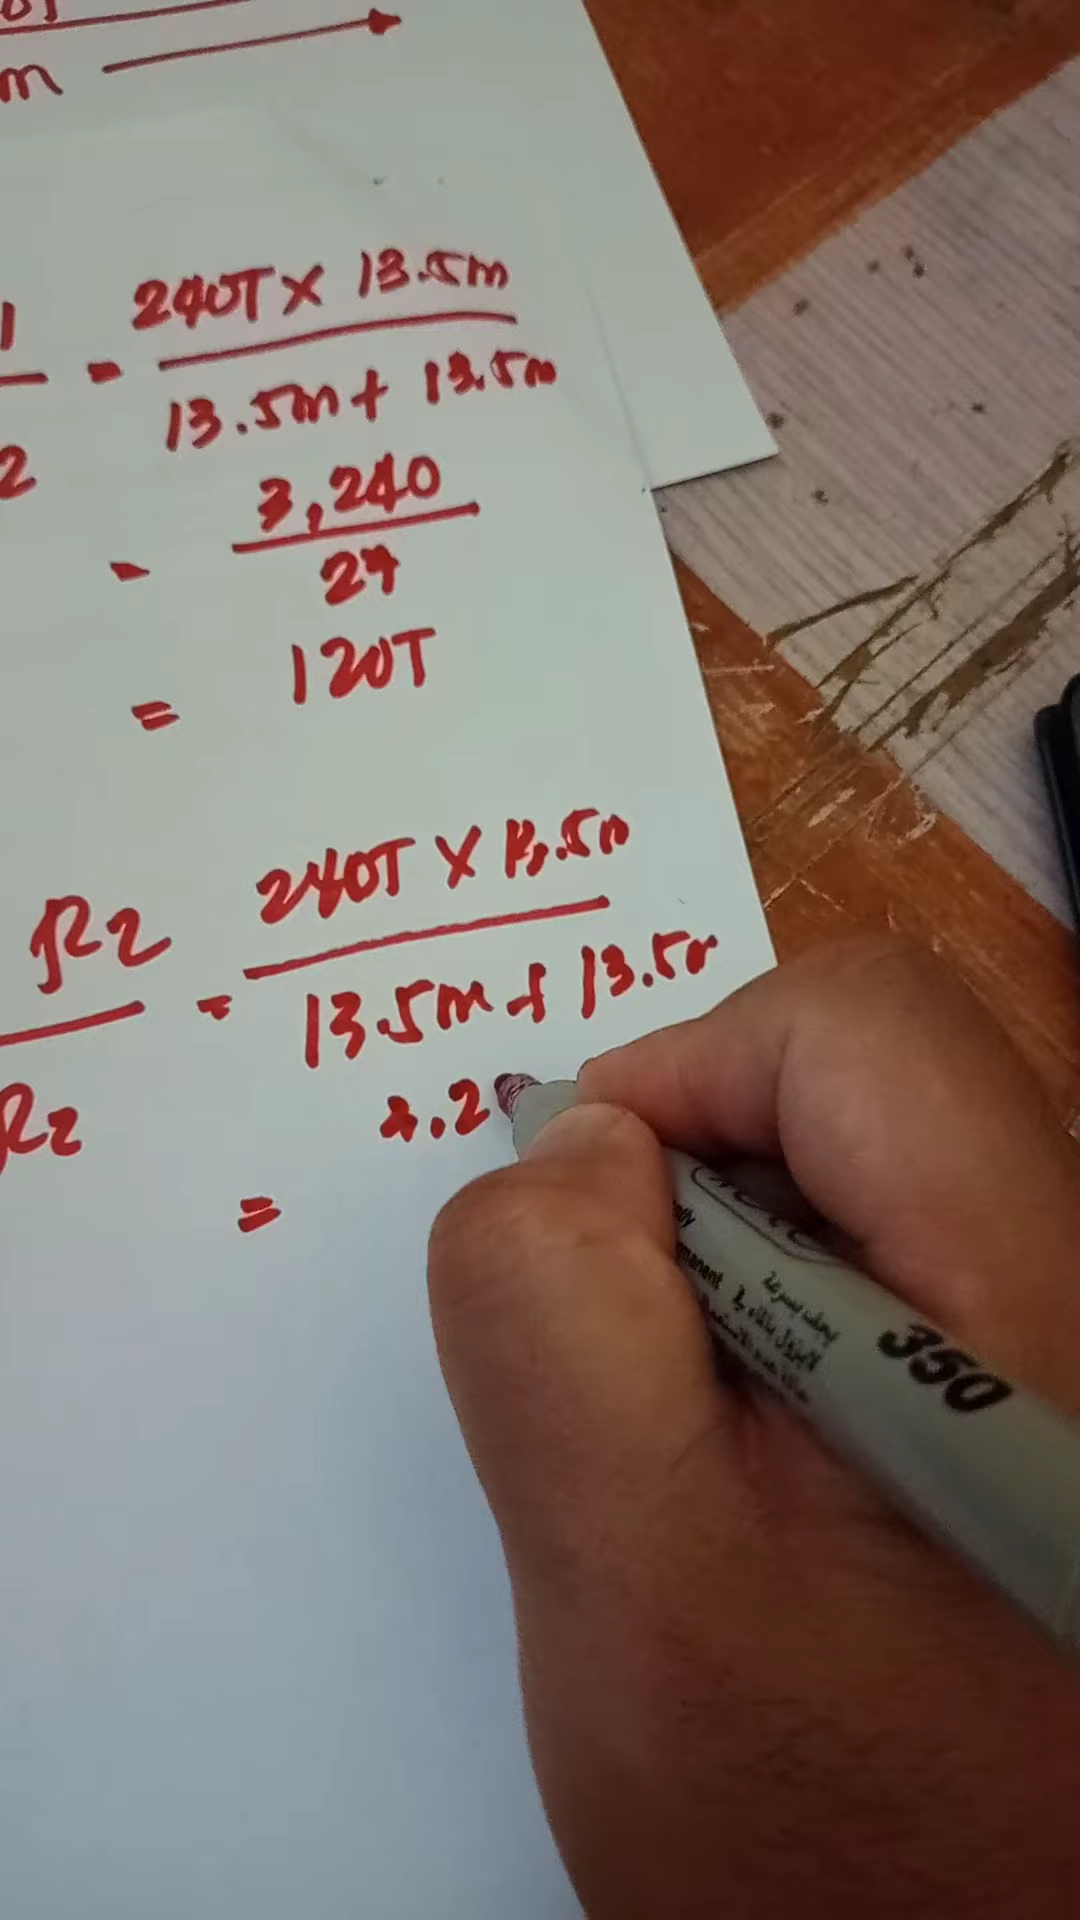 m
1 = 240T X 13.5m
2 13.5m + 13.5m
= 3,240
27
= 120T
R2 = 240T X 13.5m
R2 13.5m + 13.5m
3.2
=
350